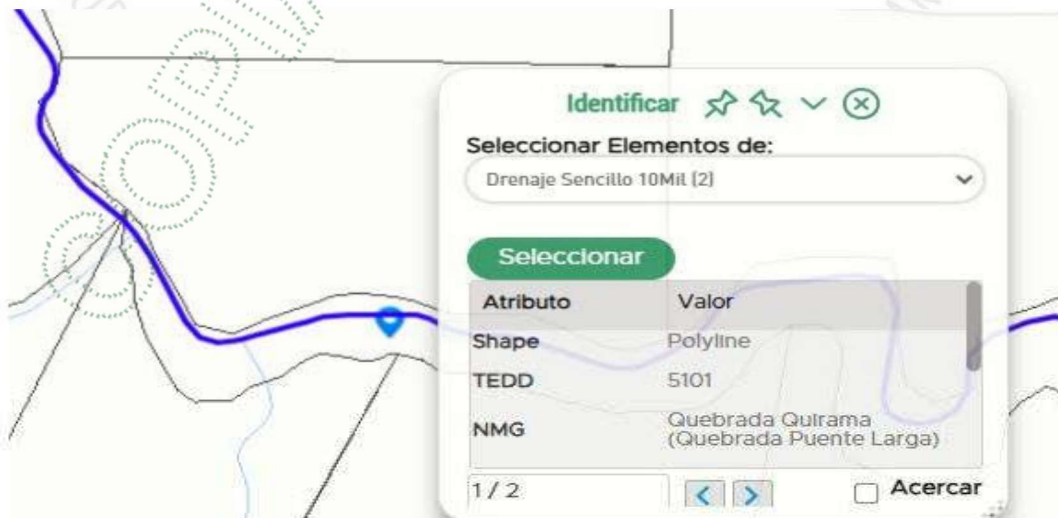 COPIA
Identificar
Seleccionar Elementos de:
Drenaje Sencillo 10Mil (2)
Seleccionar
Atributo Valor
Shape Polyline
TEDD 5101
NMG Quebrada Quirama
(Quebrada Puente Larga)
1 / 2 < > Acercar